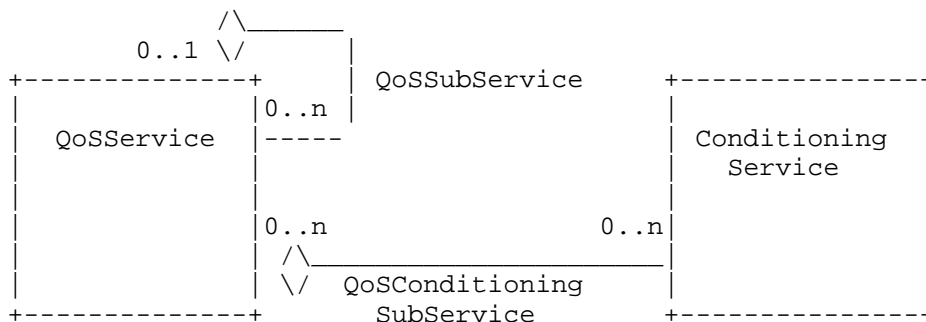 0..1
QoSSubService
0..n
QoSService Conditioning
Service
0..n 0..n
QoSConditioning
SubService